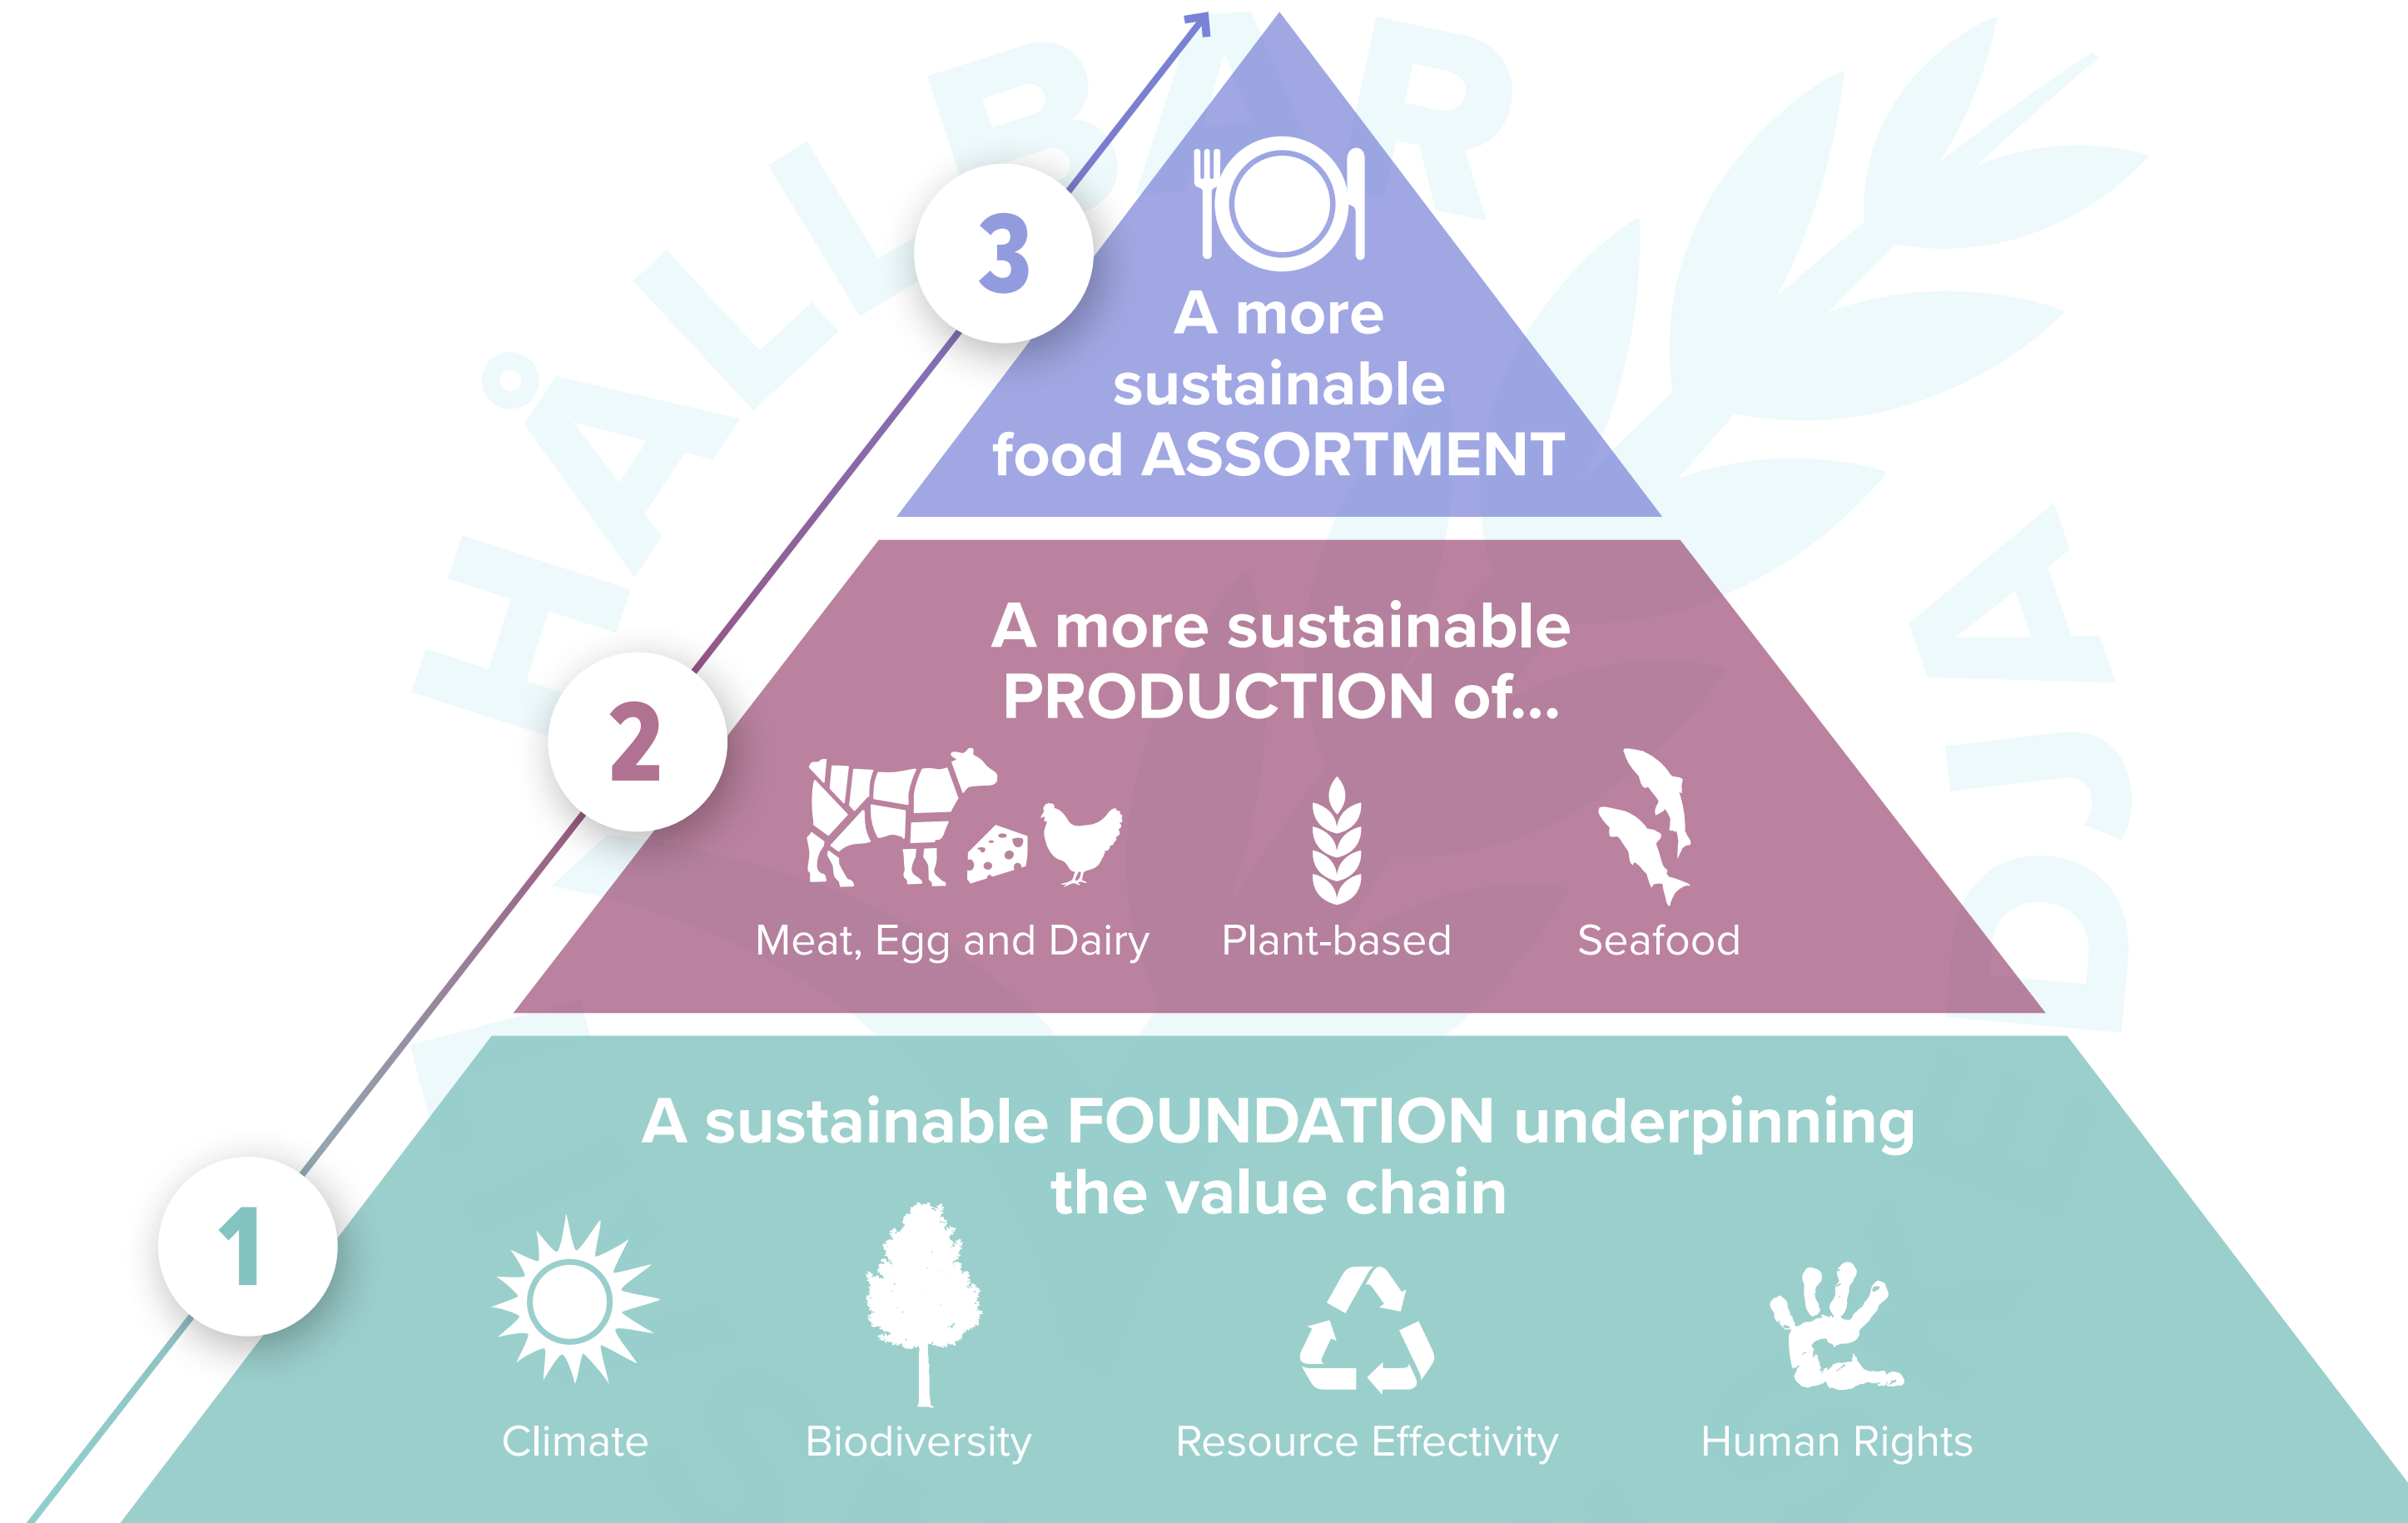 HÅLLBAR
3
A more
sustainable
food ASSORTMENT
2
A more sustainable
PRODUCTION of...
Meat, Egg and Dairy
Plant-based
Seafood
1
A sustainable FOUNDATION underpinning
the value chain
Climate
Biodiversity
Resource Effectivity
Human Rights